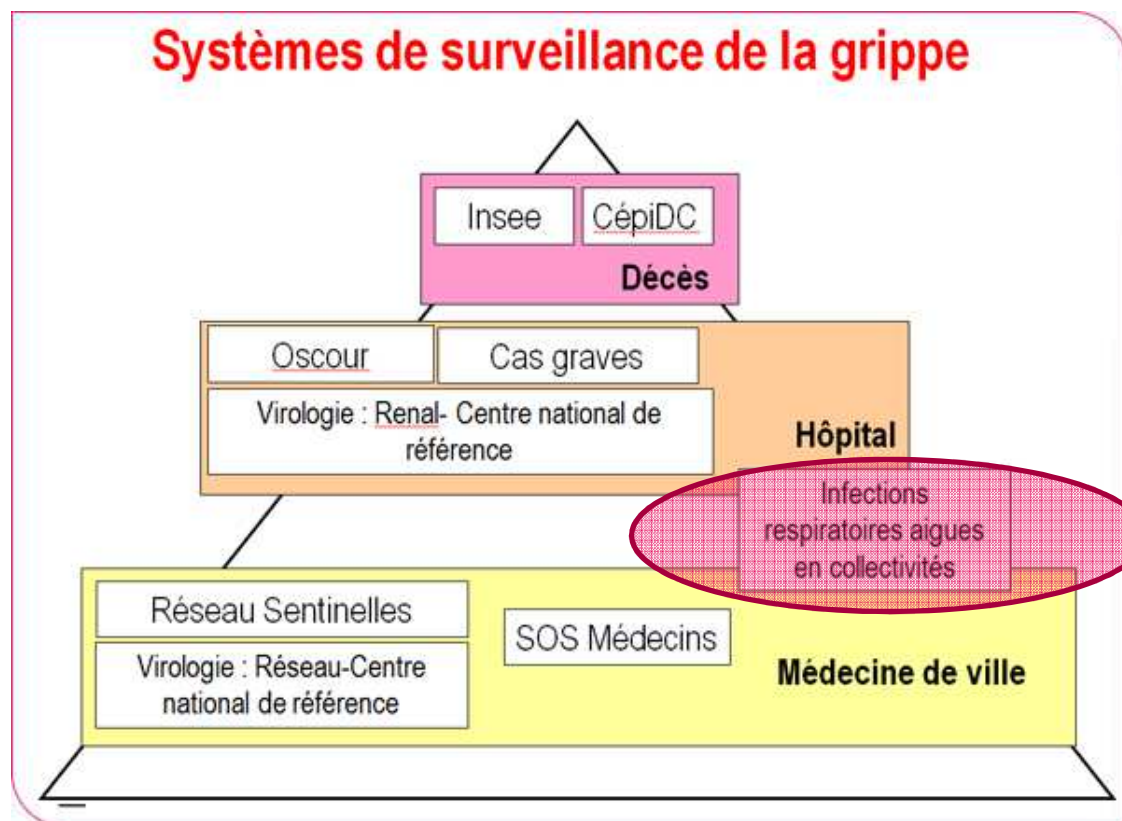 Systèmes de surveillance de la grippe
Insee
CépiDC
Décès
Oscour
Cas graves
Virologie : Renal- Centre national de
référence
Hôpital
Infections
respiratoires aigues
en collectivités
Réseau Sentinelles
SOS Médecins
Virologie : Réseau-Centre
national de référence
Médecine de ville